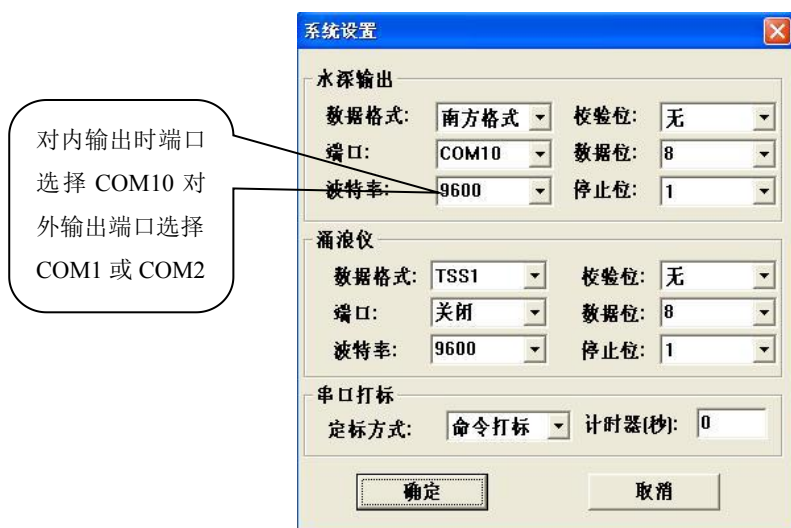 系统设置
水深输出
数据格式: 南方格式 校验位: 无
端口: COM10 数据位: 8
波特率: 9600 停止位: 1
对内输出时端口
选择 COM10 对
外输出端口选择
COM1 或 COM2
涌浪仪
数据格式: TSS1 校验位: 无
端口: 关闭 数据位: 8
波特率: 9600 停止位: 1
串口打标
定标方式: 命令打标 计时器(秒): 0
确定 取消